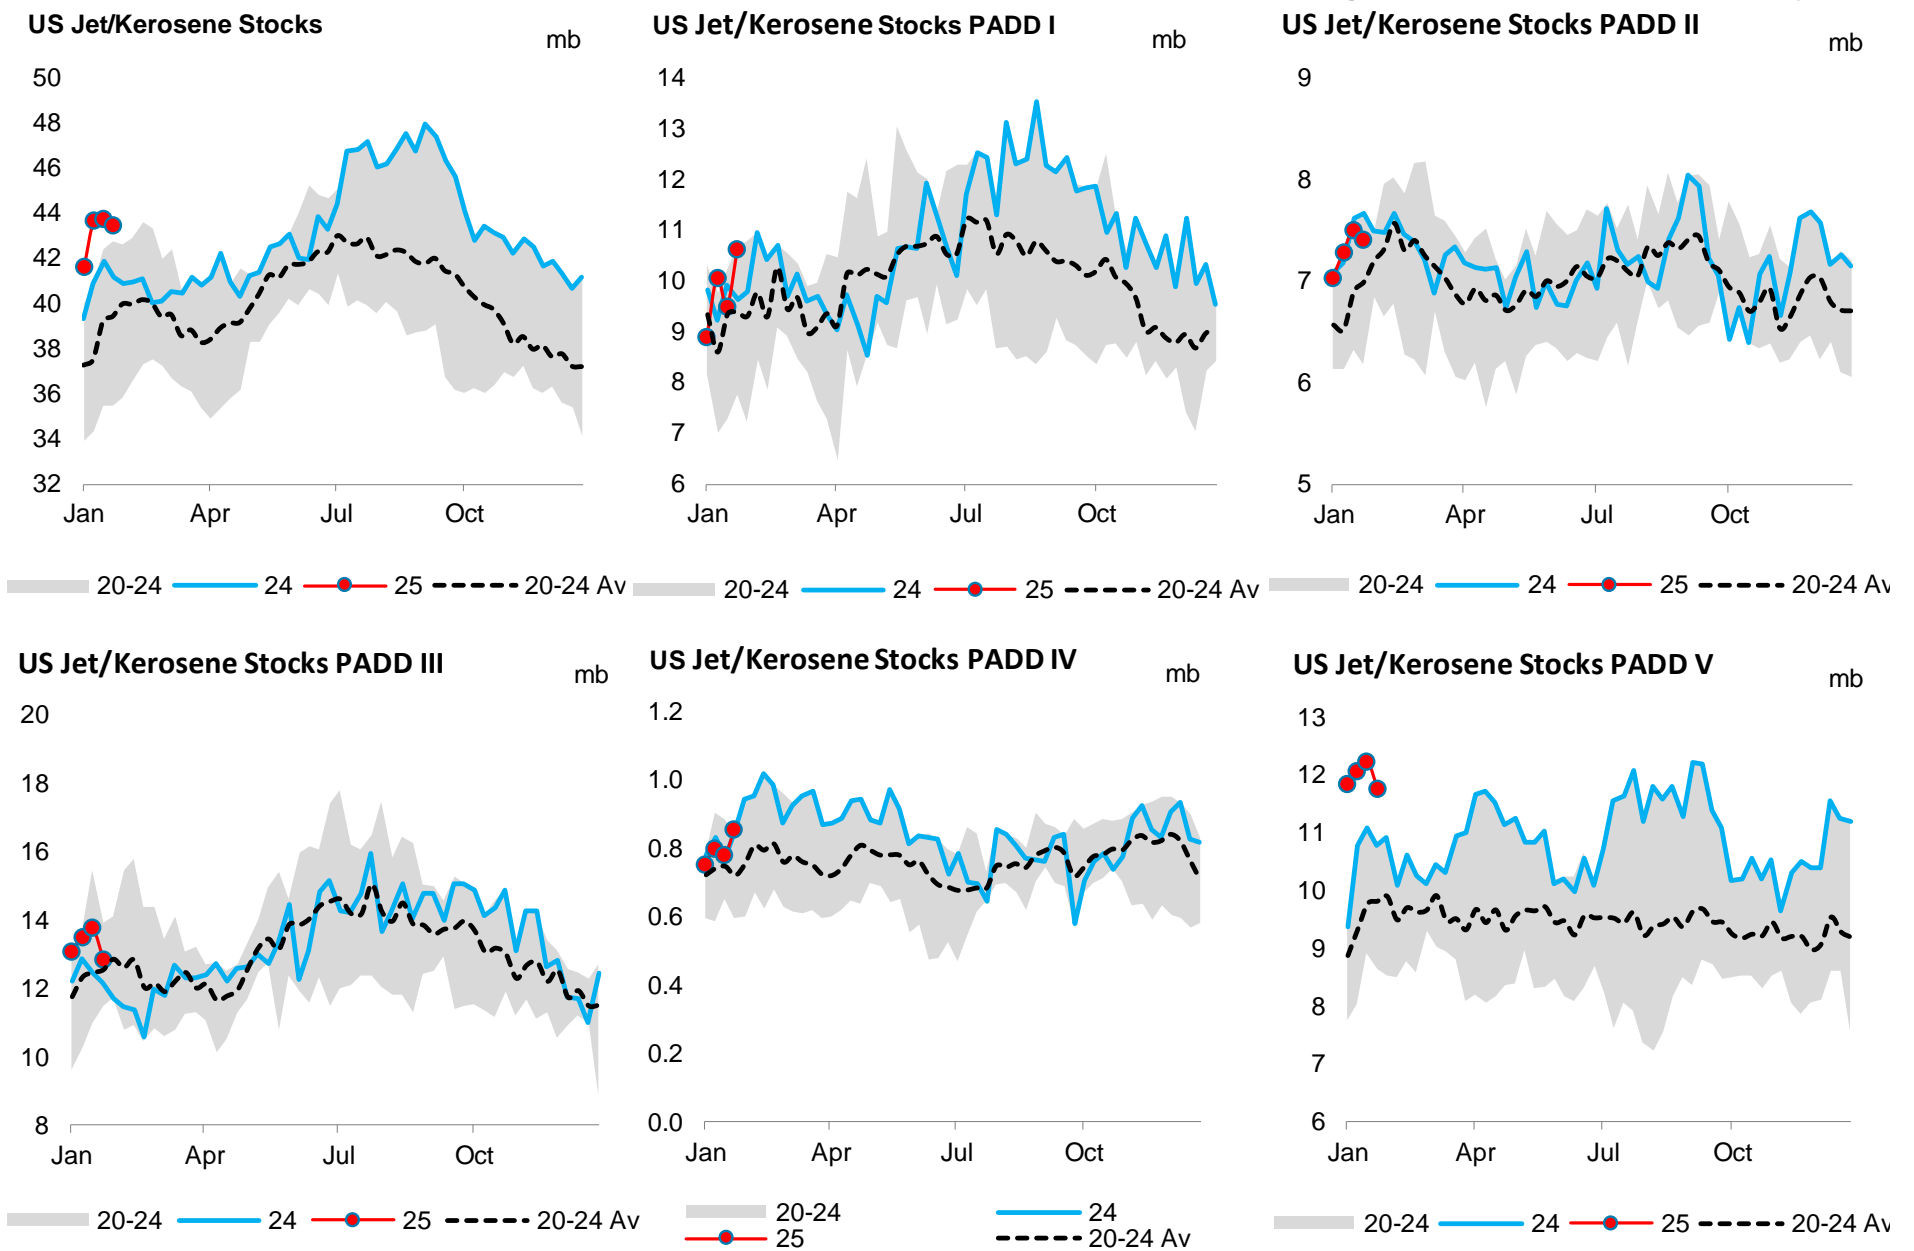 US Jet/Kerosene Stocks
mb
50
48
46
44
42
40
38
36
34
32
Jan Apr Jul Oct
20-24 24 25 20-24 Av
US Jet/Kerosene Stocks PADD I
mb
14
13
12
11
10
9
8
7
6
Jan Apr Jul Oct
20-24 24 25 20-24 Av
US Jet/Kerosene Stocks PADD II
mb
9
8
7
6
5
Jan Apr Jul Oct
20-24 24 25 20-24 Av
US Jet/Kerosene Stocks PADD III
mb
20
18
16
14
12
10
8
Jan Apr Jul Oct
20-24 24 25 20-24 Av
US Jet/Kerosene Stocks PADD IV
mb
1.2
1.0
0.8
0.6
0.4
0.2
0.0
Jan Apr Jul Oct
20-24 24
25 20-24 Av
US Jet/Kerosene Stocks PADD V
mb
13
12
11
10
9
8
7
6
Jan Apr Jul Oct
20-24 24 25 20-24 Av